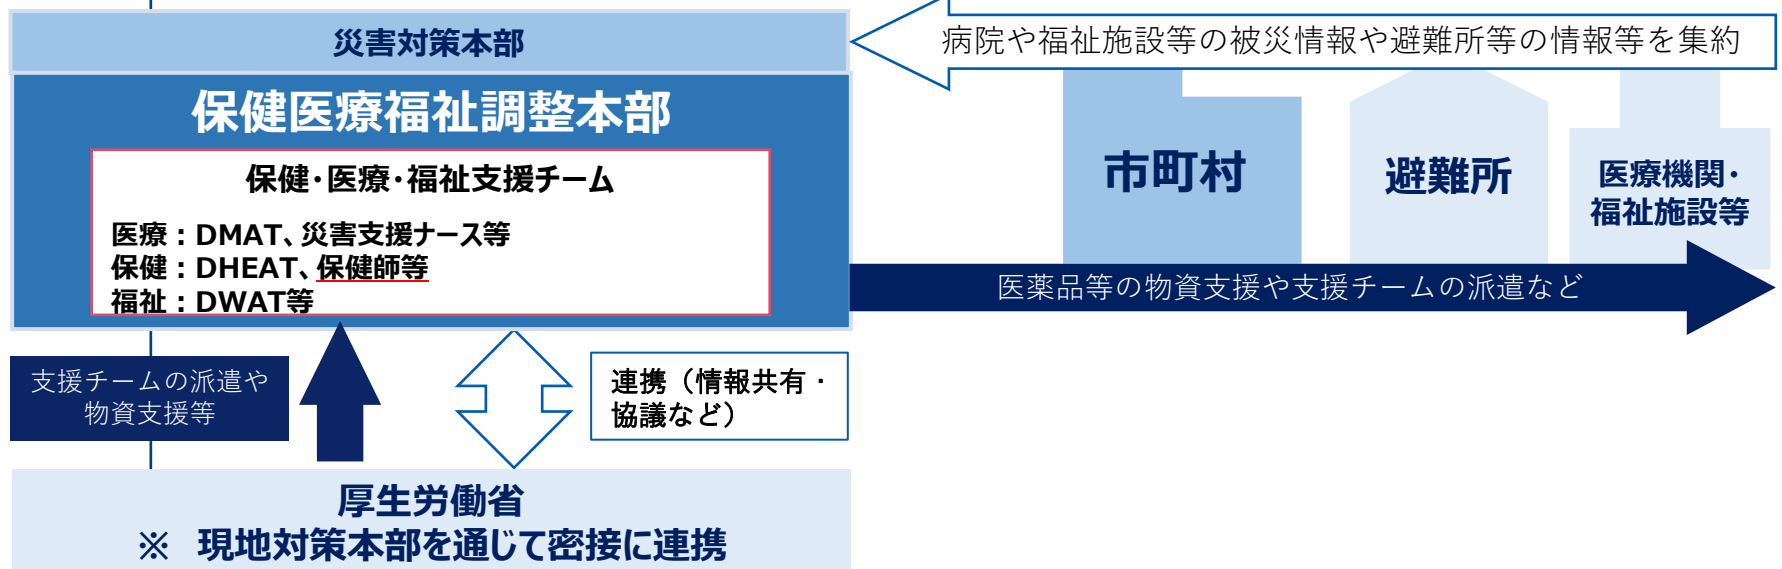 災害対策本部
病院や福祉施設等の被災情報や避難所等の情報等を集約
保健医療福祉調整本部
保健・医療・福祉支援チーム
医療：DMAT、災害支援ナース等
保健：DHEAT、保健師等
福祉：DWAT等
市町村
避難所
医療機関・
福祉施設等
医薬品等の物資支援や支援チームの派遣など
支援チームの派遣や
物資支援等
連携（情報共有・
協議など）
厚生労働省
※　現地対策本部を通じて密接に連携